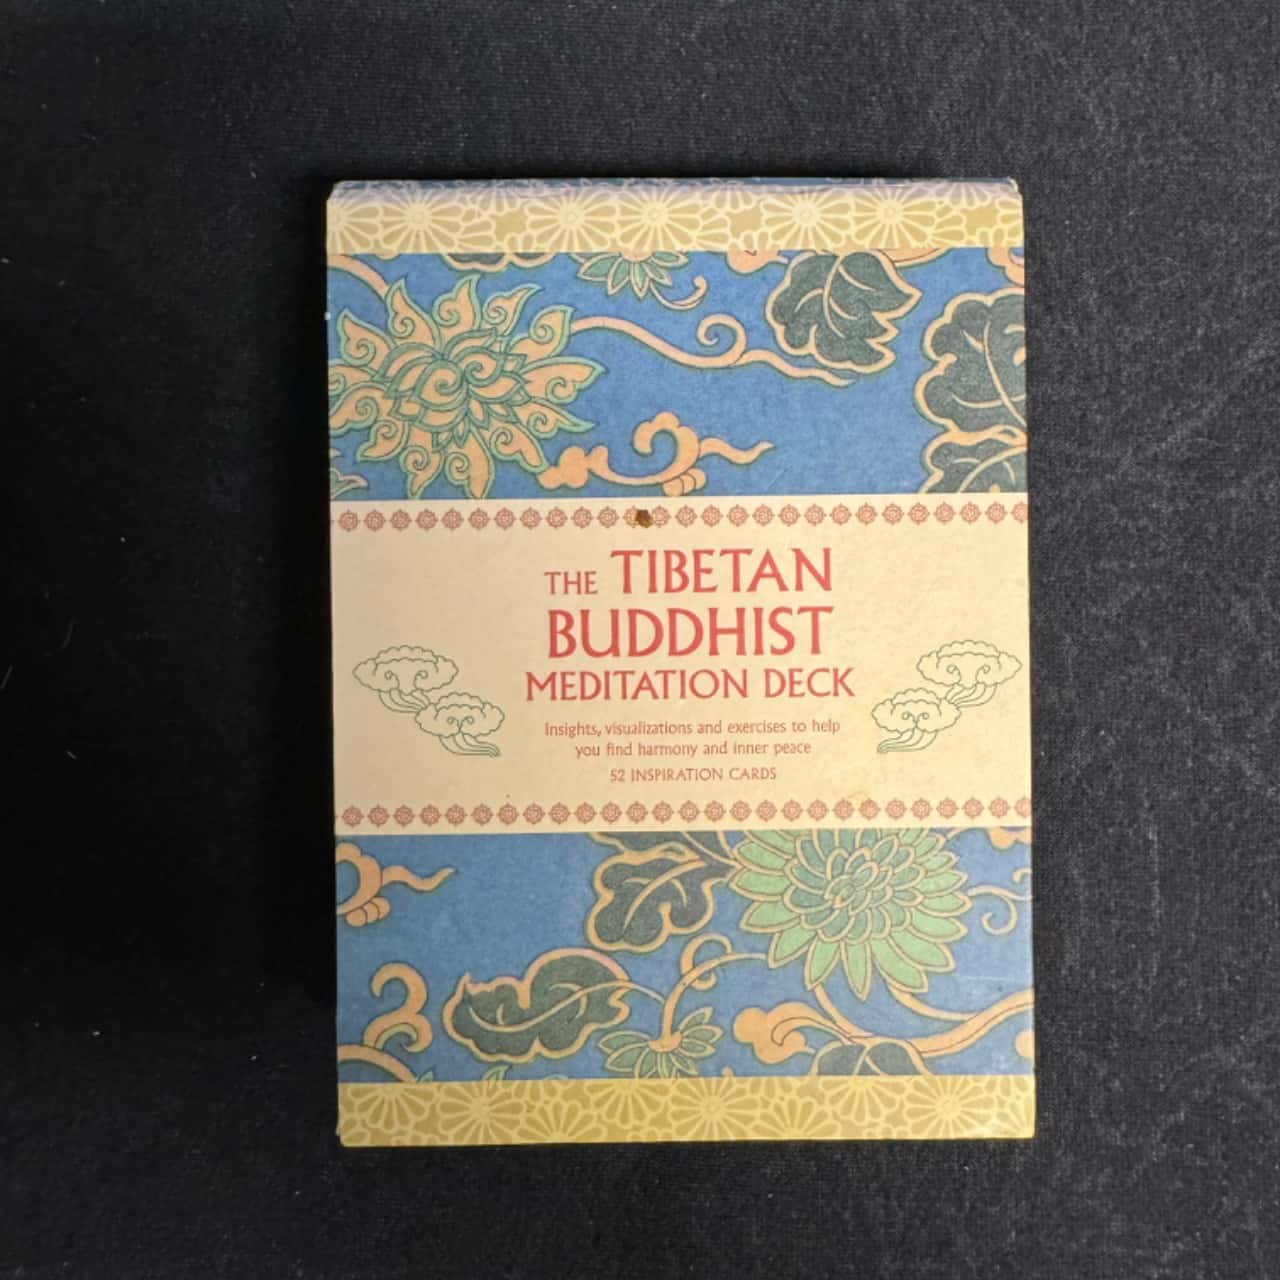 THE TIBETAN
BUDDHIST
MEDITATION DECK
Insights, visualizations and exercises to help
you find harmony and inner peace
52 INSPIRATION CARDS